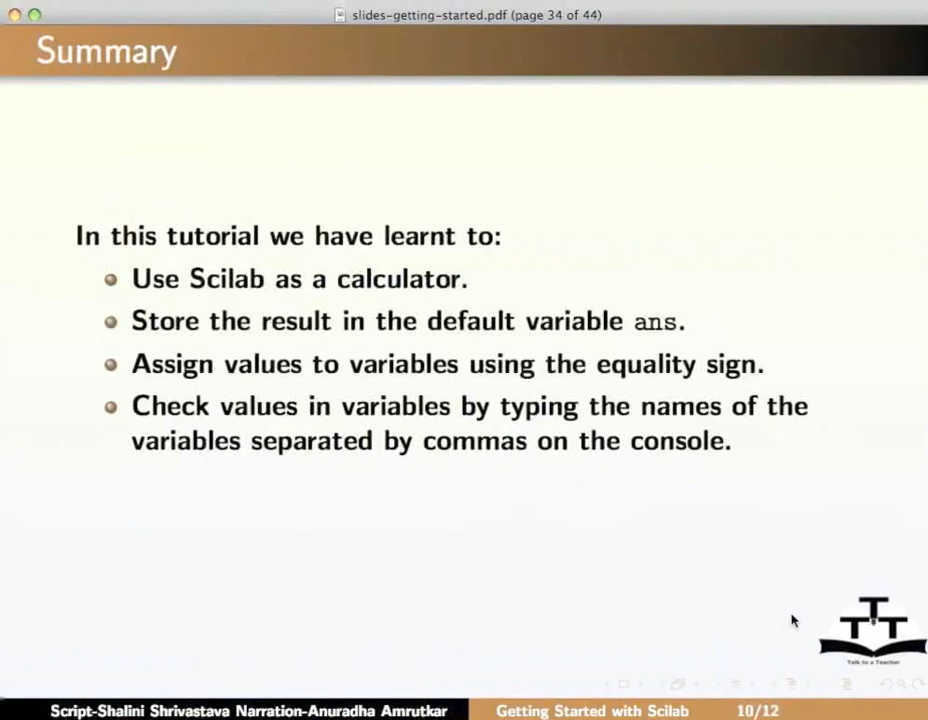 slides-getting-started.pdf (page 34 of 44)
Summary
In this tutorial we have learnt to:
Use Scilab as a calculator.
Store the result in the default variable ans.
Assign values to variables using the equality sign.
Check values in variables by typing the names of the
variables separated by commas on the console.
T
T T
Talk to a Teacher
Script-Shalini Shrivastava Narration-Anuradha Amrutkar Getting Started with Scilab 10/12